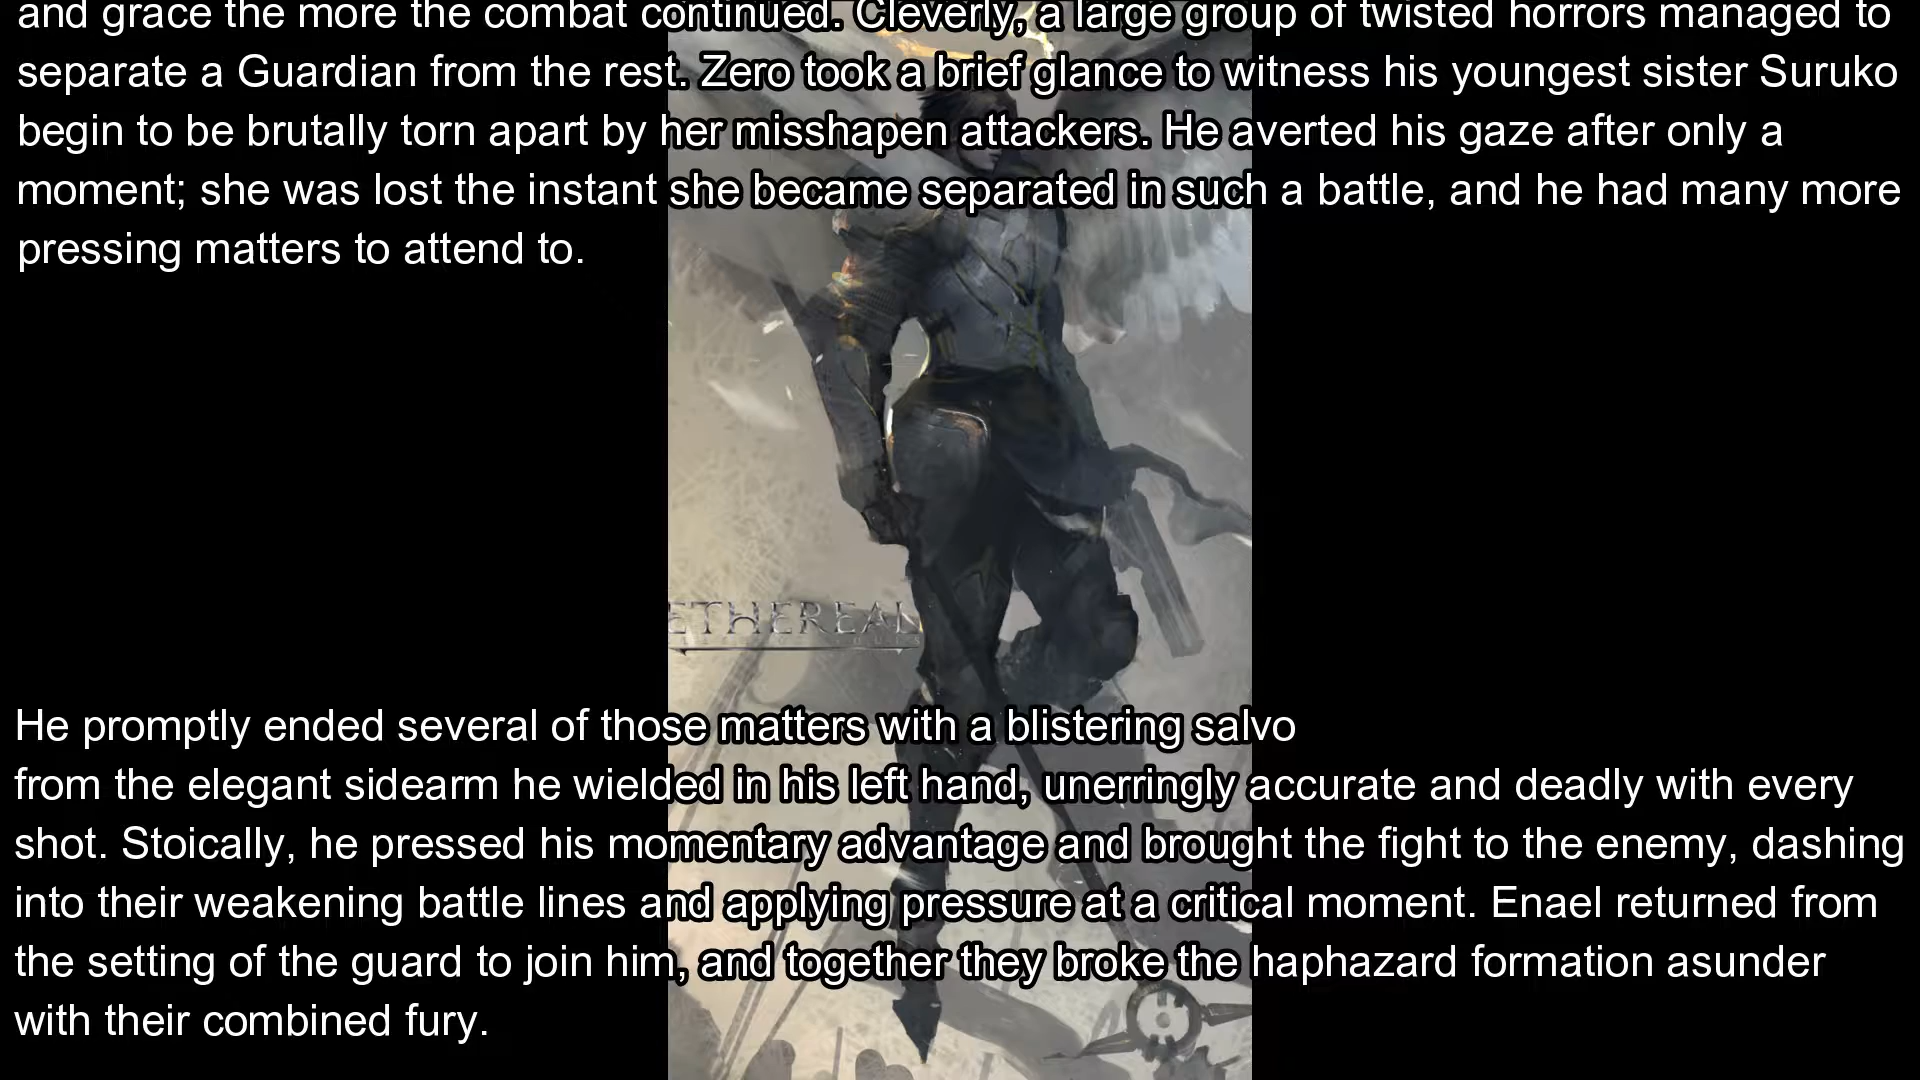 and grace the more the combat continued. Cleverly, a large group of twisted horrors managed to
separate a Guardian from the rest. Zero took a brief glance to witness his youngest sister Suruko
begin to be brutally torn apart by her misshapen attackers. He averted his gaze after only a
moment; she was lost the instant she became separated in such a battle, and he had many more
pressing matters to attend to.
ETHEREAL
He promptly ended several of those matters with a blistering salvo
from the elegant sidearm he wielded in his left hand, unerringly accurate and deadly with every
shot. Stoically, he pressed his momentary advantage and brought the fight to the enemy, dashing
into their weakening battle lines and applying pressure at a critical moment. Enael returned from
the setting of the guard to join him, and together they broke the haphazard formation asunder
with their combined fury.